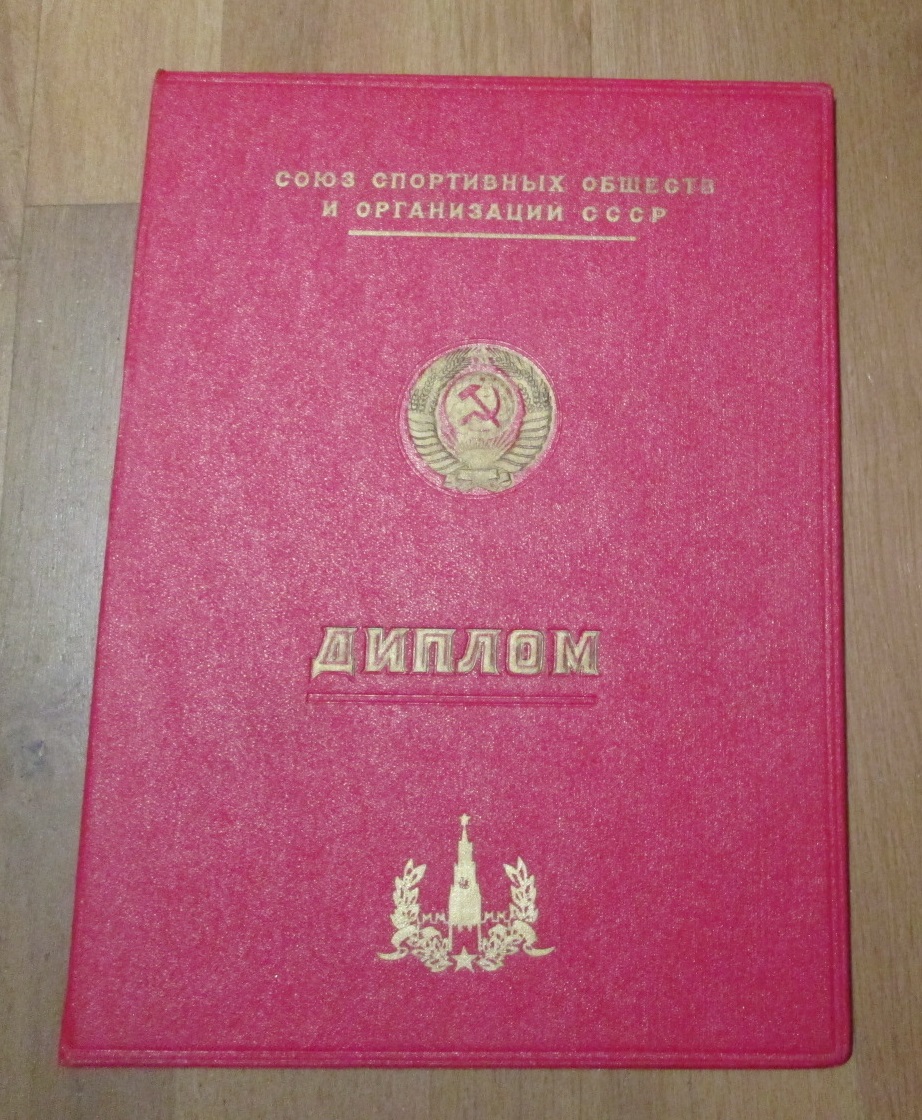 СОЮЗ СПОРТИВНЫХ ОБЩЕСТВ
И ОРГАНИЗАЦИЙ СССР
ДИПЛОМ